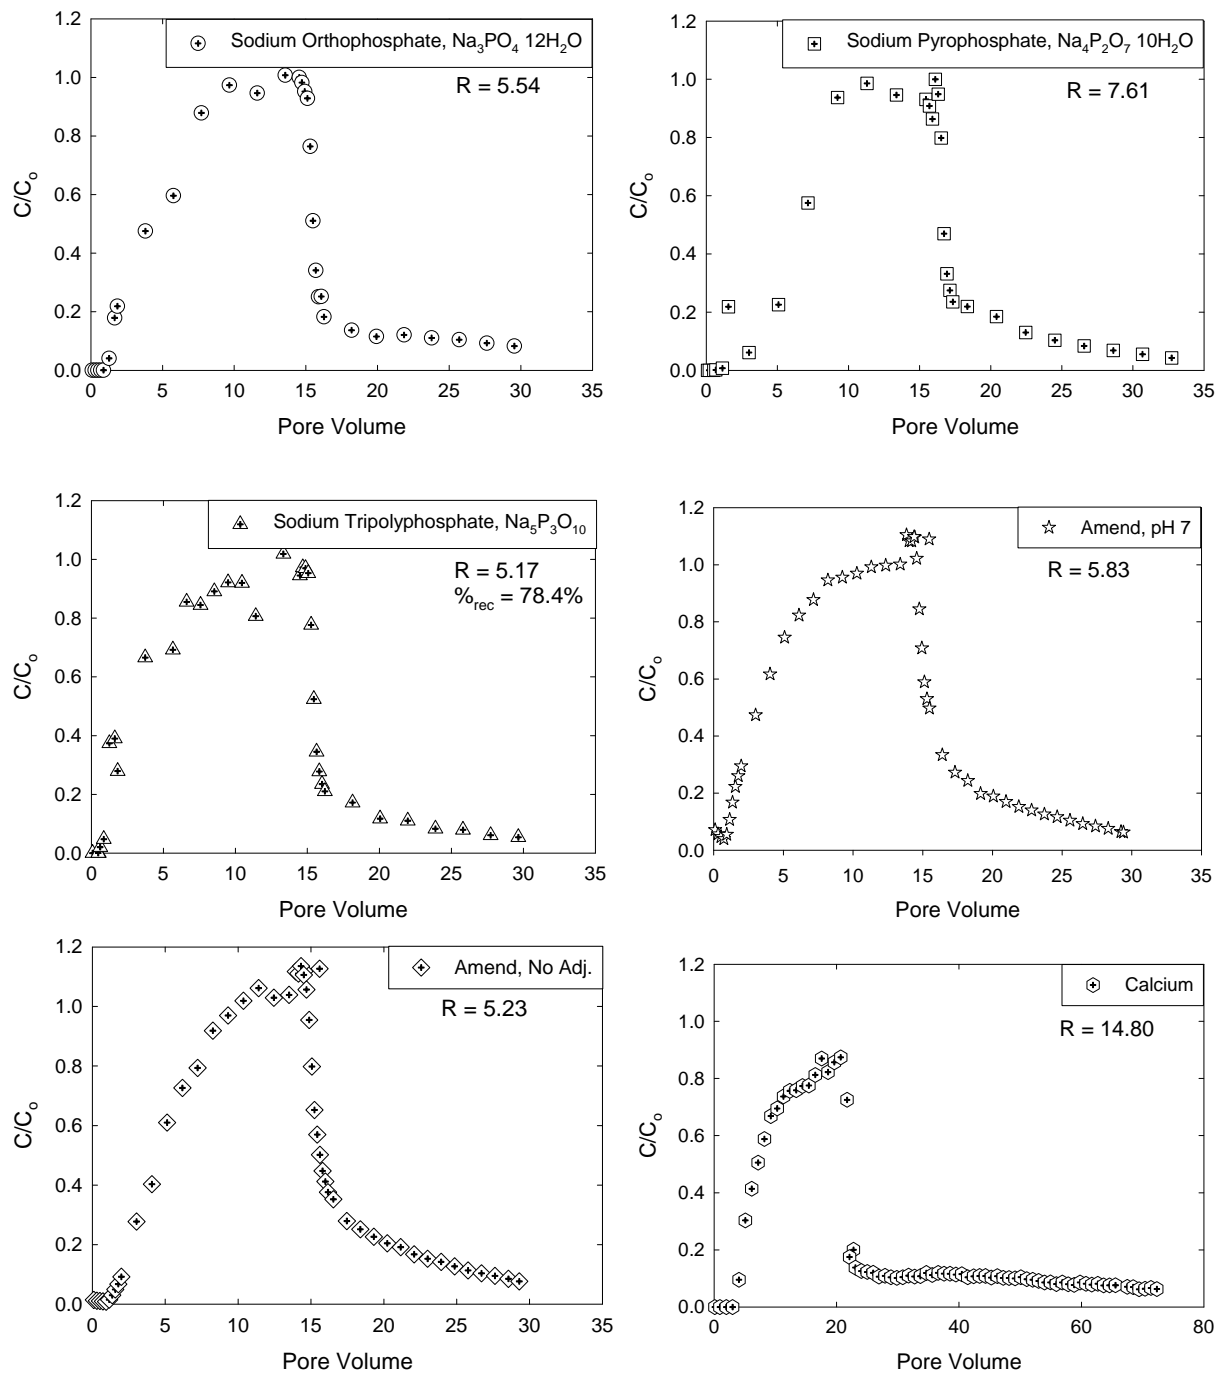 1.2
1.0
0.8
0.6
0.4
0.2
0.0
C/Co
Sodium Orthophosphate, Na3PO4 12H2O
R = 5.54
0 5 10 15 20 25 30 35
Pore Volume
1.2
1.0
0.8
0.6
0.4
0.2
0.0
C/Co
Sodium Pyrophosphate, Na4P2O7 10H2O
R = 7.61
0 5 10 15 20 25 30 35
Pore Volume
1.2
1.0
0.8
0.6
0.4
0.2
0.0
C/Co
Sodium Tripolyphosphate, Na5P3O10
R = 5.17
%rec = 78.4%
0 5 10 15 20 25 30 35
Pore Volume
1.2
1.0
0.8
0.6
0.4
0.2
0.0
C/Co
Amend, pH 7
R = 5.83
0 5 10 15 20 25 30 35
Pore Volume
1.2
1.0
0.8
0.6
0.4
0.2
0.0
C/Co
Amend, No Adj.
R = 5.23
0 5 10 15 20 25 30 35
Pore Volume
1.2
1.0
0.8
0.6
0.4
0.2
0.0
C/Co
Calcium
R = 14.80
0 20 40 60 80
Pore Volume